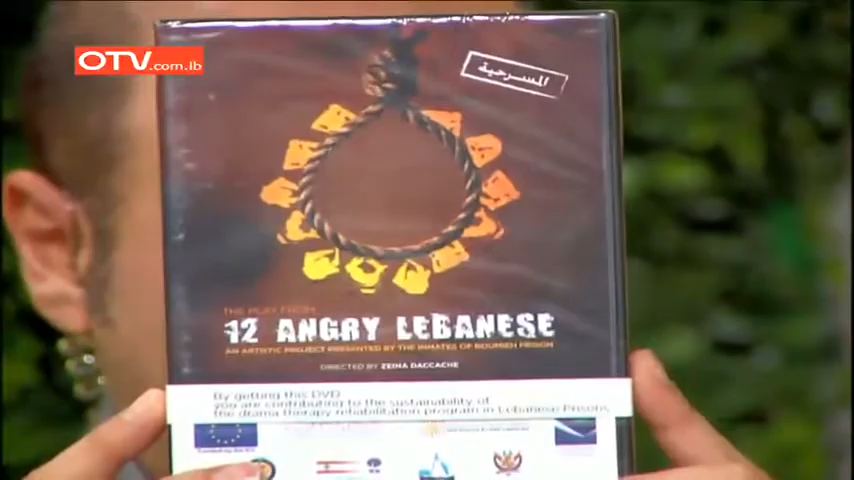 OTV.com.lb
المسرحية
THE PLAY FROM
12 ANGRY LEBANESE
AN ARTISTIC PROJECT PRESENTED BY THE INMATES OF ROUMIEH PRISON
DIRECTED BY ZEINA DACCACHE
By getting this DVD
you are contributing to the sustainability of
the drama therapy rehabilitation program in Lebanese Prisons